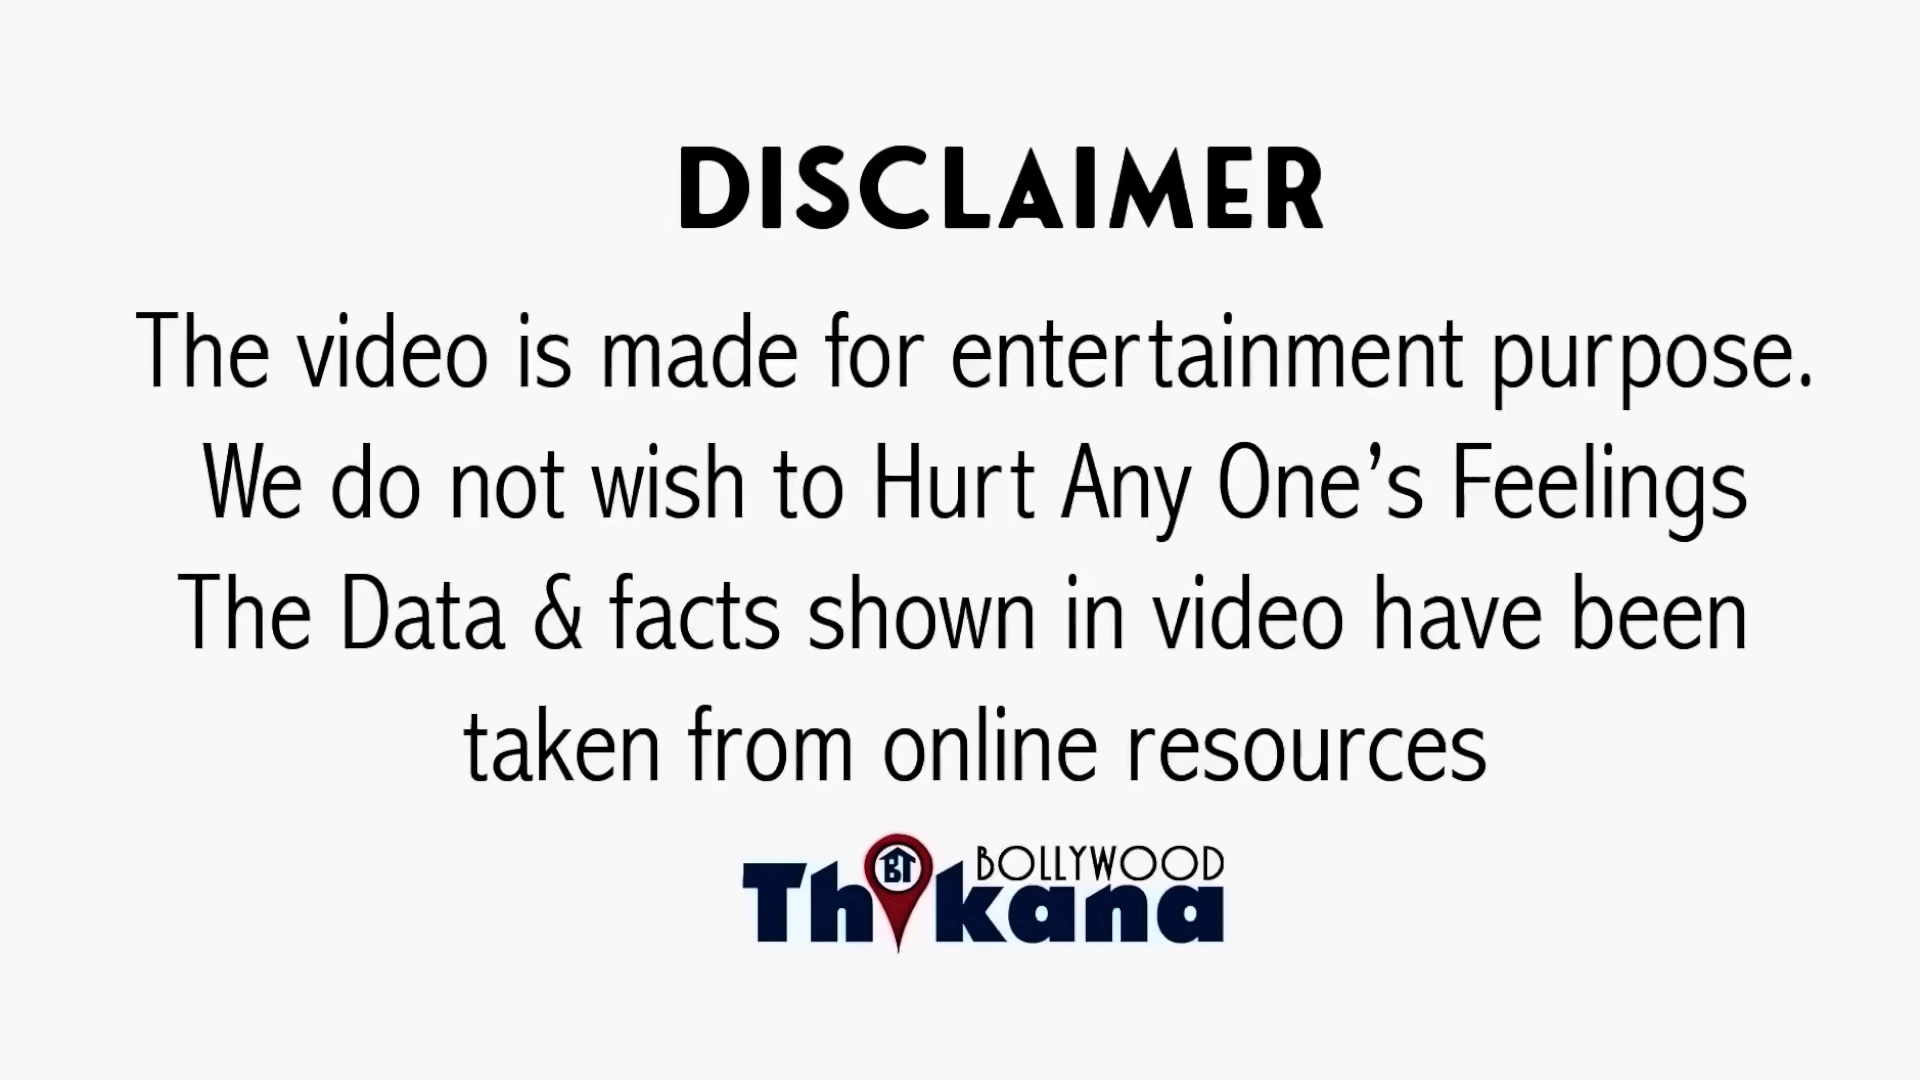 DISCLAIMER
The video is made for entertainment purpose.
We do not wish to Hurt Any One’s Feelings
The Data & facts shown in video have been
taken from online resources
BOLLYWOOD
BT
Thikana